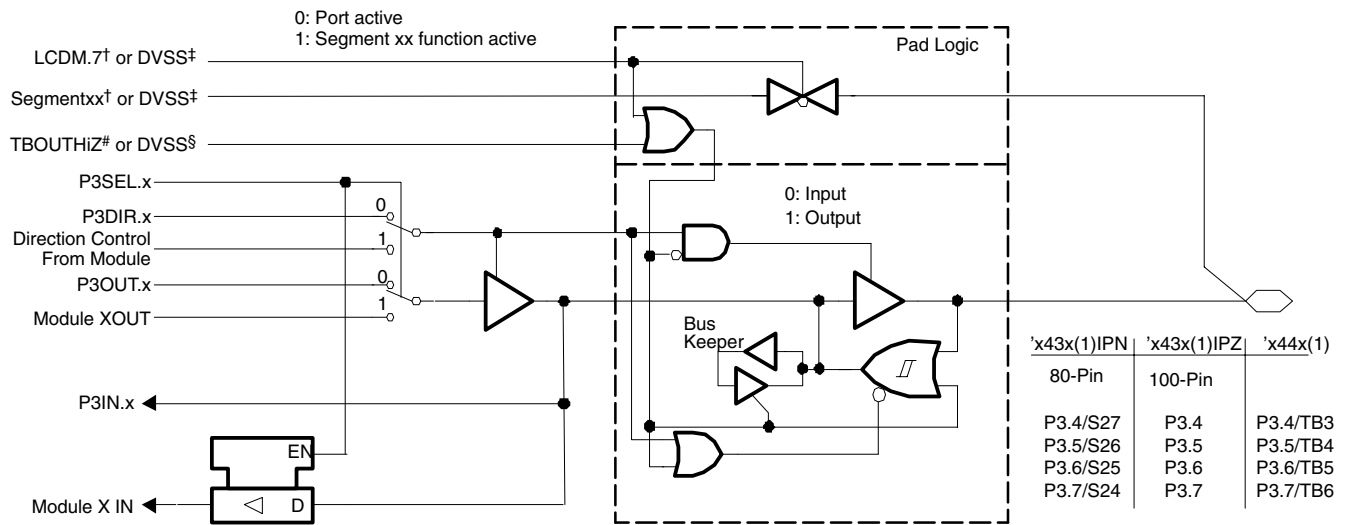 0: Port active
1: Segment xx function active
Pad Logic
LCDM.7† or DVSS‡
Segmentxx† or DVSS‡
TBOUTHiZ# or DVSS§
P3SEL.x
0: Input
1: Output
P3DIR.x
0
Direction Control
From Module
1
P3OUT.x
0
1
Module XOUT
Bus
Keeper
'x43x(1)IPN 'x43x(1)IPZ 'x44x(1)
80-Pin 100-Pin
P3.4/S27 P3.4 P3.4/TB3
P3.5/S26 P3.5 P3.5/TB4
P3.6/S25 P3.6 P3.6/TB5
P3.7/S24 P3.7 P3.7/TB6
P3IN.x
EN
Module X IN
D